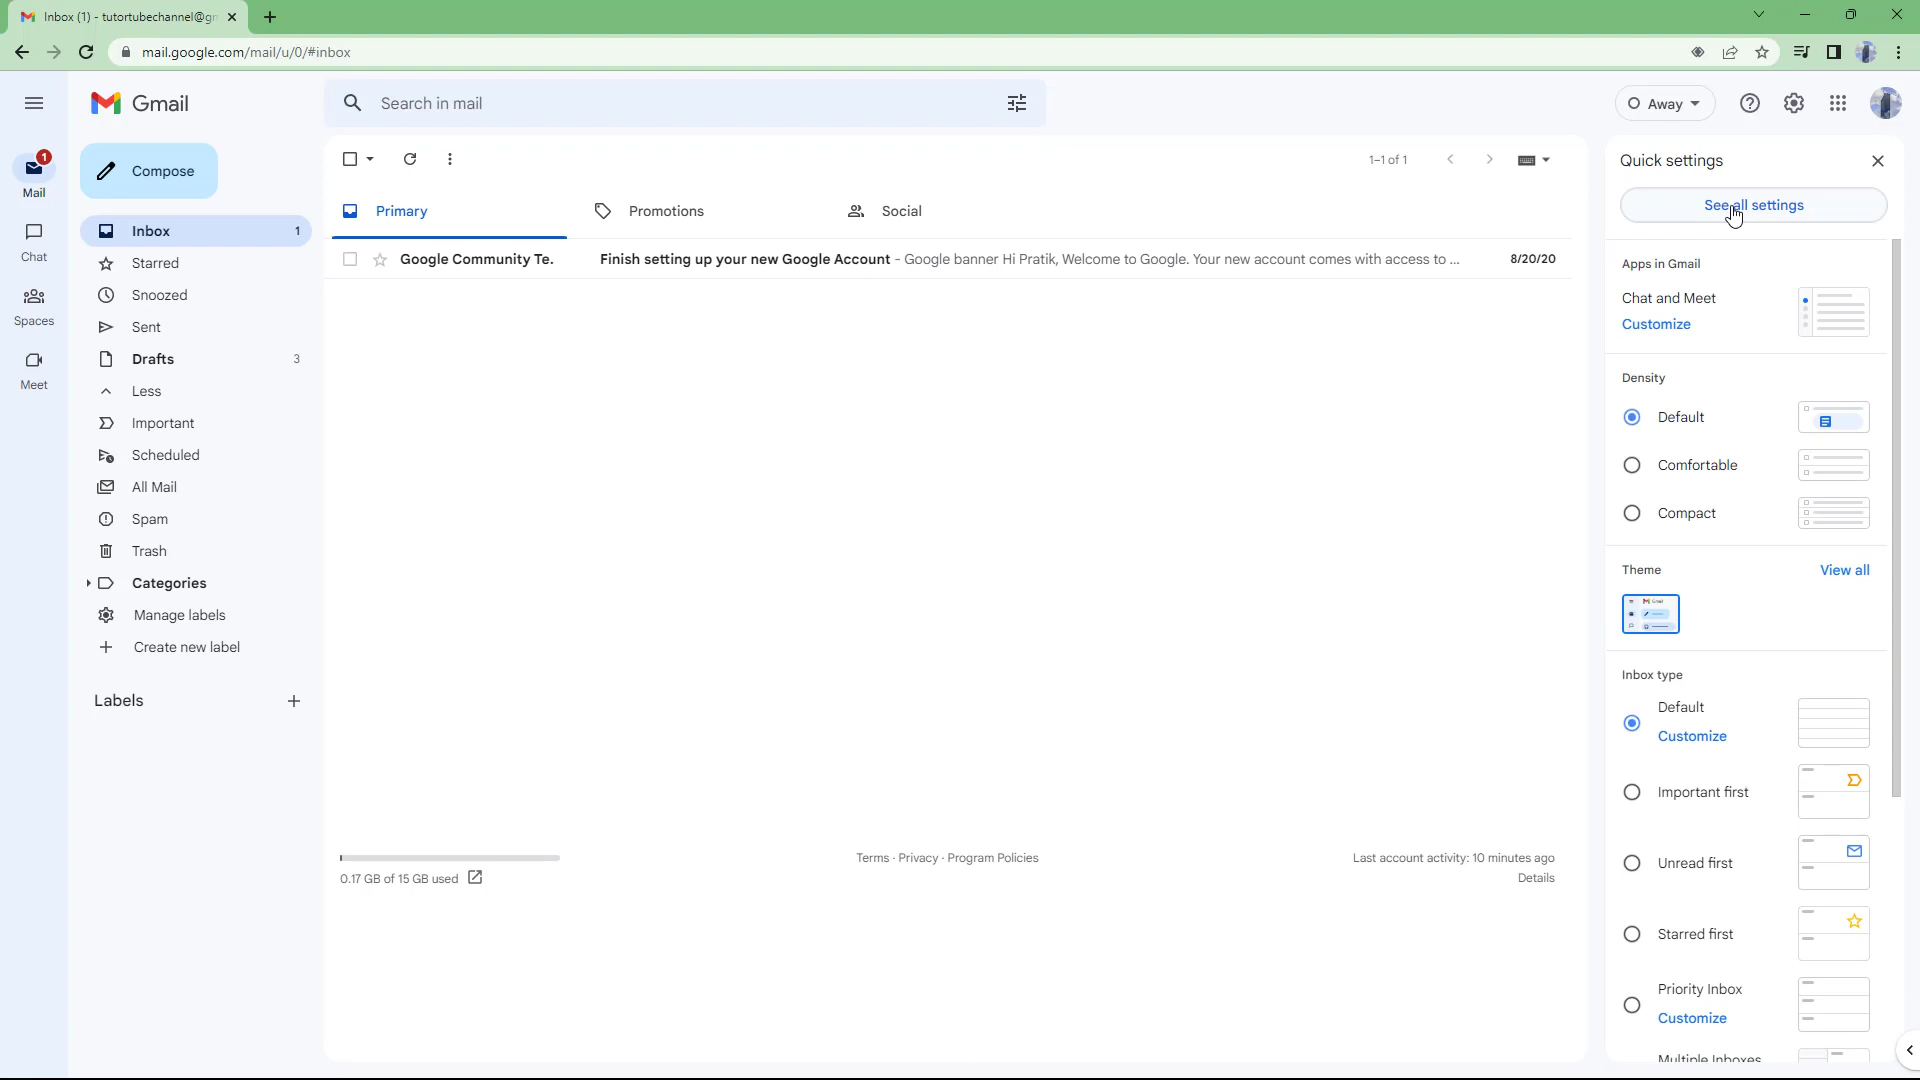 Inbox (1) - tutortubechannel@gm
mail.google.com/mail/u/0/#inbox
Gmail
Search in mail
Away
1
Mail
Chat
Spaces
Meet
Compose
Inbox 1
Starred
Snoozed
Sent
Drafts 3
Less
Important
Scheduled
All Mail
Spam
Trash
Categories
Manage labels
Create new label
Labels
1–1 of 1
Primary
Promotions
Social
Google Community Te. Finish setting up your new Google Account - Google banner Hi Pratik, Welcome to Google. Your new account comes with access to ... 8/20/20
0.17 GB of 15 GB used
Terms · Privacy · Program Policies
Last account activity: 10 minutes ago
Details
Quick settings
See all settings
Apps in Gmail
Chat and Meet
Customize
Density
Default
Comfortable
Compact
Theme
View all
Gmail
Inbox type
Default
Customize
Important first
Unread first
Starred first
Priority Inbox
Customize
Multiple Inboxes